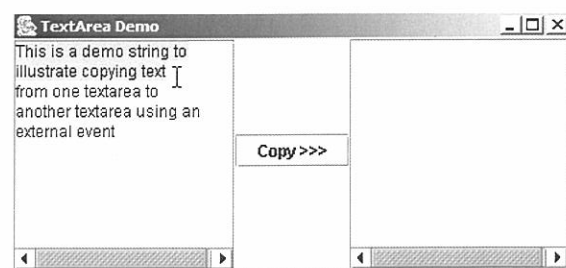 TextArea Demo
This is a demo string to
illustrate copying text
from one textarea to
another textarea using an
external event
Copy >>>